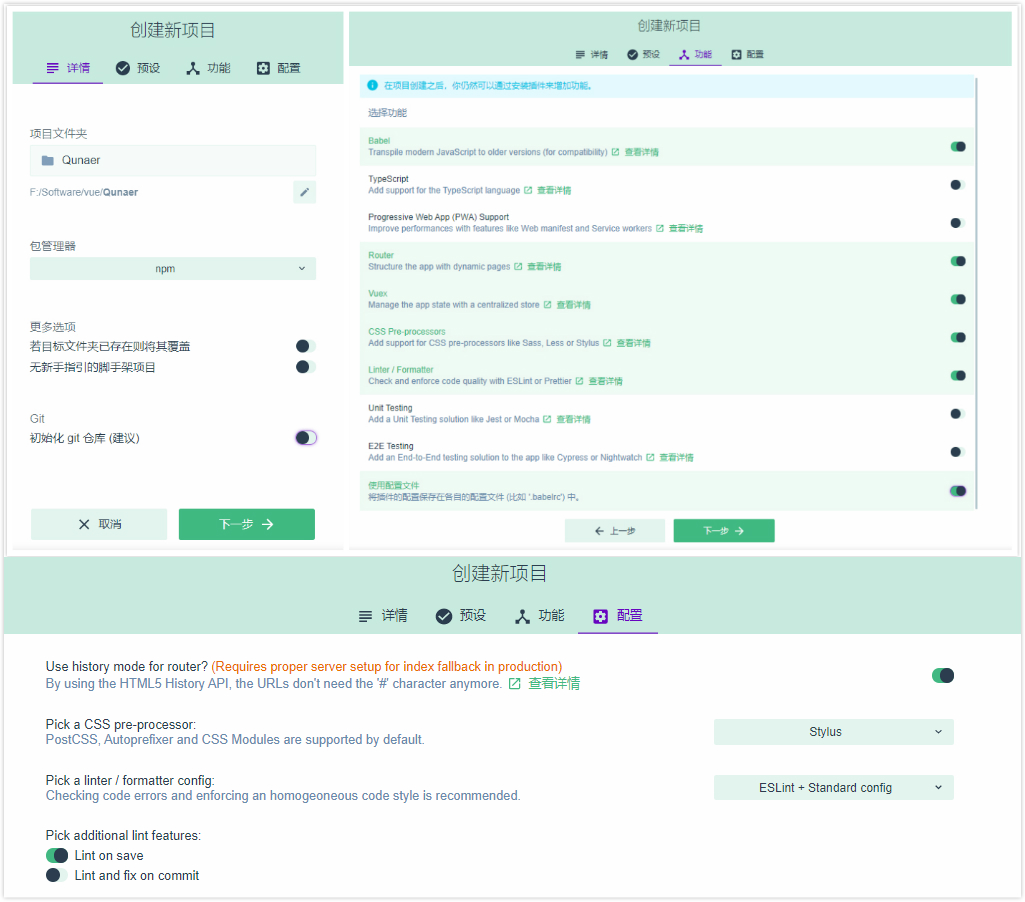 创建新项目
详情 预设 功能 配置
项目文件夹
Qunaer
F:/Software/vue/Qunaer
包管理器
npm
更多选项
若目标文件夹已存在则将其覆盖
无新手指引的脚手架项目
Git
初始化 git 仓库 (建议)
取消 下一步
创建新项目
详情 预设 功能 配置
在项目创建之后，你仍然可以通过安装插件来增加功能。
选择功能
Babel
Transpile modern JavaScript to older versions (for compatibility) 查看详情
TypeScript
Add support for the TypeScript language 查看详情
Progressive Web App (PWA) Support
Improve performances with features like Web manifest and Service workers 查看详情
Router
Structure the app with dynamic pages 查看详情
Vuex
Manage the app state with a centralized store 查看详情
CSS Pre-processors
Add support for CSS pre-processors like Sass, Less or Stylus 查看详情
Linter / Formatter
Check and enforce code quality with ESLint or Prettier 查看详情
Unit Testing
Add a Unit Testing solution like Jest or Mocha 查看详情
E2E Testing
Add an End-to-End testing solution to the app like Cypress or Nightwatch 查看详情
使用配置文件
将插件的配置保存在各自的配置文件 (比如 '.babelrc') 中。
上一步 下一步
创建新项目
详情 预设 功能 配置
Use history mode for router? (Requires proper server setup for index fallback in production)
By using the HTML5 History API, the URLs don't need the '#' character anymore. 查看详情
Pick a CSS pre-processor:
PostCSS, Autoprefixer and CSS Modules are supported by default.
Stylus
Pick a linter / formatter config:
Checking code errors and enforcing an homogeoneous code style is recommended.
ESLint + Standard config
Pick additional lint features:
Lint on save
Lint and fix on commit